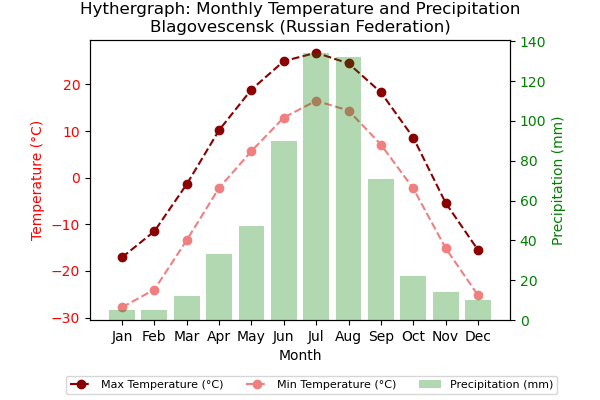 Hythergraph: Monthly Temperature and Precipitation
Blagovescensk (Russian Federation)
Temperature (°C)
20
10
0
−10
−20
−30
140
120
100
80
60
40
20
0
Precipitation (mm)
Jan Feb Mar Apr May Jun Jul Aug Sep Oct Nov Dec
Month
Max Temperature (°C) Min Temperature (°C) Precipitation (mm)